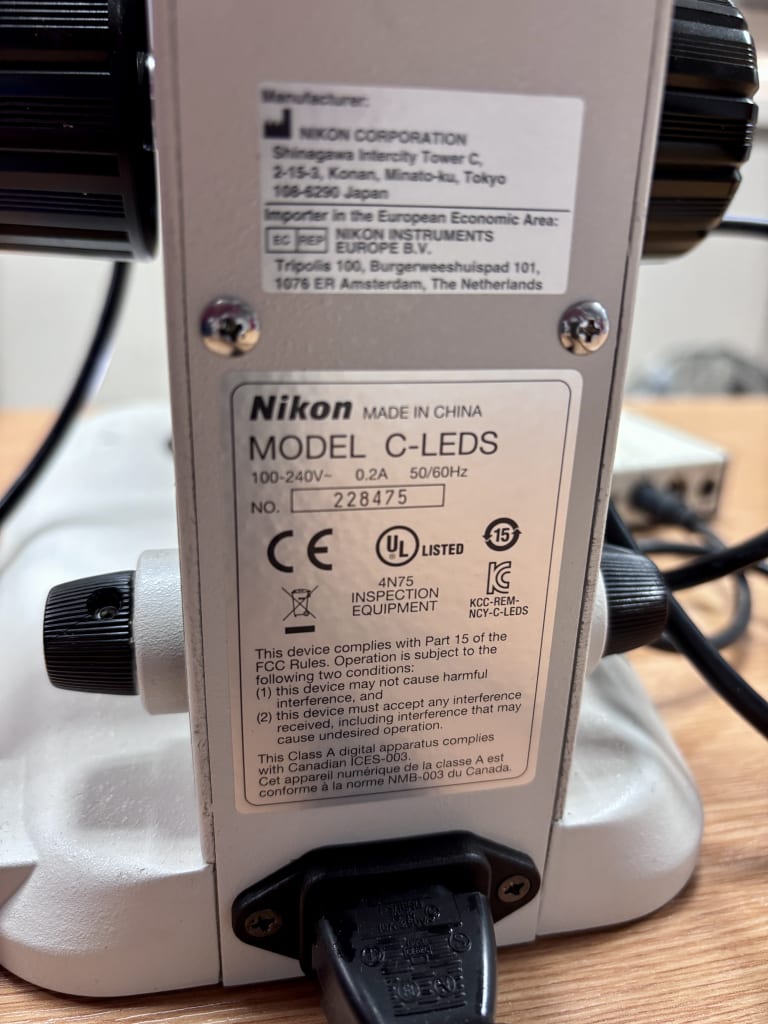 Manufacturer:
NIKON CORPORATION
Shinagawa Intercity Tower C,
2-15-3, Konan, Minato-ku, Tokyo
108-6290 Japan
Importer in the European Economic Area:
EC REP NIKON INSTRUMENTS
EUROPE B.V.
Tripolis 100, Burgerweeshuispad 101,
1076 ER Amsterdam, The Netherlands
Nikon MADE IN CHINA
MODEL C-LEDS
100-240V~ 0.2A 50/60Hz
NO. 228475
CE UL LISTED 15
4N75
INSPECTION
EQUIPMENT
KCC-REM-
NCY-C-LEDS
This device complies with Part 15 of the
FCC Rules. Operation is subject to the
following two conditions:
(1) this device may not cause harmful
interference, and
(2) this device must accept any interference
received, including interference that may
cause undesired operation.
This Class A digital apparatus complies
with Canadian ICES-003.
Cet appareil numérique de la classe A est
conforme à la norme NMB-003 du Canada.